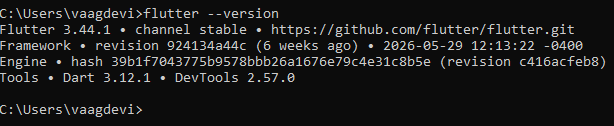 C:\Users\vaagdevi>flutter --version
Flutter 3.44.1 • channel stable • https://github.com/flutter/flutter.git
Framework • revision 924134a44c (6 weeks ago) • 2026-05-29 12:13:22 -0400
Engine • hash 39b1f7043775b9578bbb26a1676e79c4e31c8b5e (revision c416acfeb8)
Tools • Dart 3.12.1 • DevTools 2.57.0
C:\Users\vaagdevi>